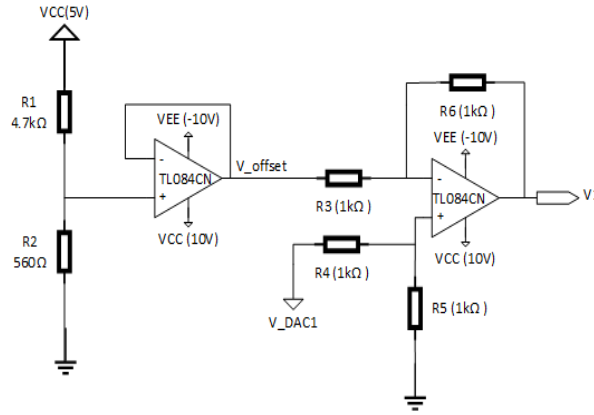 VCC(5V)
R1
4.7kΩ
R2
560Ω
VEE (-10V)
-
TL084CN
+
VCC (10V)
V_offset
R3 (1kΩ )
R4 (1kΩ )
V_DAC1
R6 (1kΩ )
VEE (-10V)
-
TL084CN
+
VCC (10V)
R5 (1kΩ )